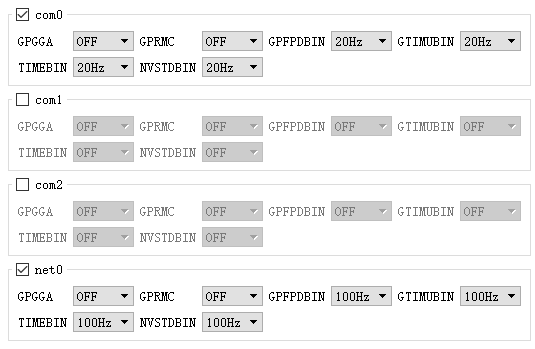 com0
GPGGA OFF GPRMC OFF GPFPDBIN 20Hz GTIMUBIN 20Hz
TIMEBIN 20Hz NVSTDBIN 20Hz
com1
GPGGA OFF GPRMC OFF GPFPDBIN OFF GTIMUBIN OFF
TIMEBIN OFF NVSTDBIN OFF
com2
GPGGA OFF GPRMC OFF GPFPDBIN OFF GTIMUBIN OFF
TIMEBIN OFF NVSTDBIN OFF
net0
GPGGA OFF GPRMC OFF GPFPDBIN 100Hz GTIMUBIN 100Hz
TIMEBIN 100Hz NVSTDBIN 100Hz